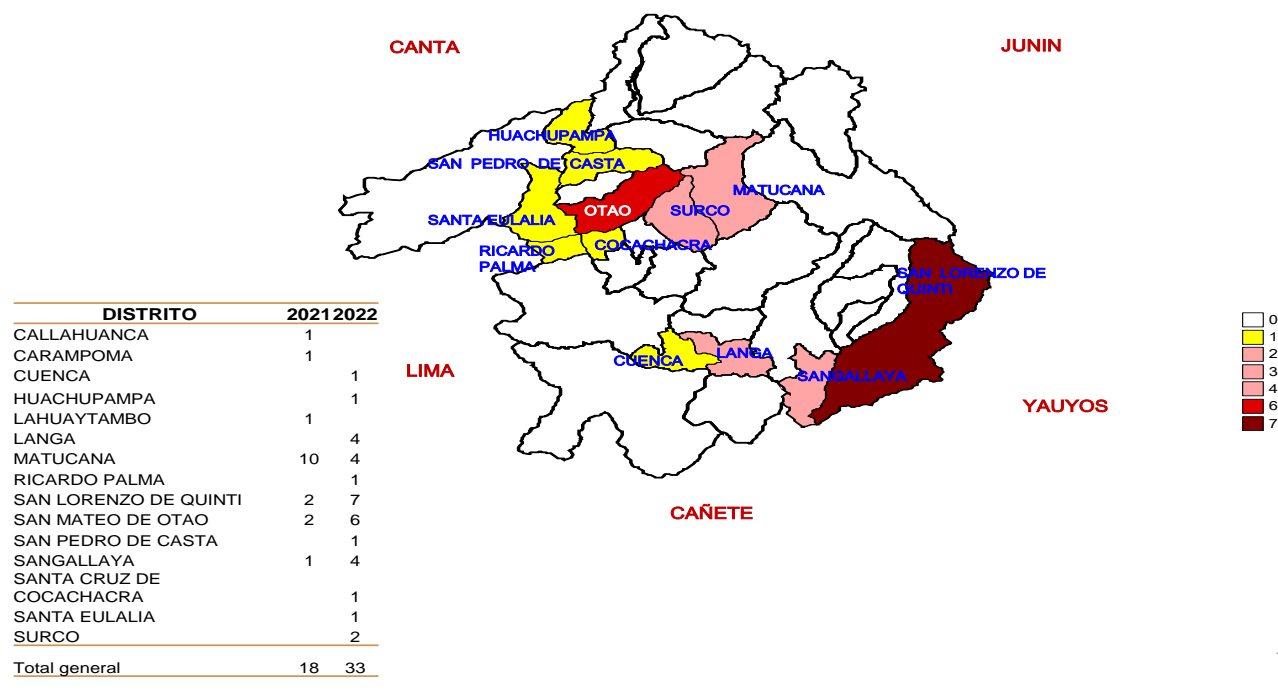 CANTA
JUNIN
HUACHUPAMPA
SAN PEDRO DE CASTA
MATUCANA
OTAO
SURCO
SANTA EULALIA
COCACHACRA
RICARDO
PALMA
SAN LORENZO DE
QUINTI
CUENCA
LANGA
SANGALLAYA
LIMA
YAUYOS
CAÑETE
0
1
2
3
4
6
7
DISTRITO 2021 2022
CALLAHUANCA 1
CARAMPOMA 1
CUENCA 1
HUACHUPAMPA 1
LAHUAYTAMBO 1
LANGA 4
MATUCANA 10 4
RICARDO PALMA 1
SAN LORENZO DE QUINTI 2 7
SAN MATEO DE OTAO 2 6
SAN PEDRO DE CASTA 1
SANGALLAYA 1 4
SANTA CRUZ DE
COCACHACRA 1
SANTA EULALIA 1
SURCO 2
Total general 18 33